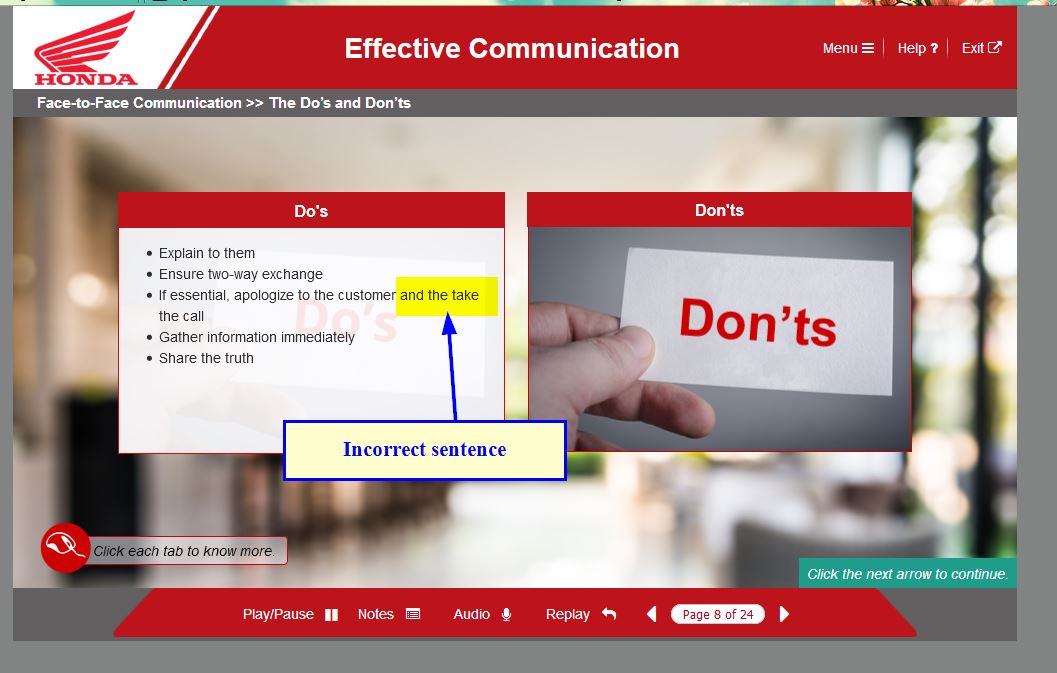 HONDA
Effective Communication
Menu
Help ?
Exit
Face-to-Face Communication >> The Do's and Don'ts
Do's
Explain to them
Ensure two-way exchange
If essential, apologize to the customer and the take
the call
Gather information immediately
Share the truth
Do's
Don'ts
Don'ts
Incorrect sentence
Click each tab to know more.
Click the next arrow to continue.
Play/Pause
Notes
Audio
Replay
Page 8 of 24